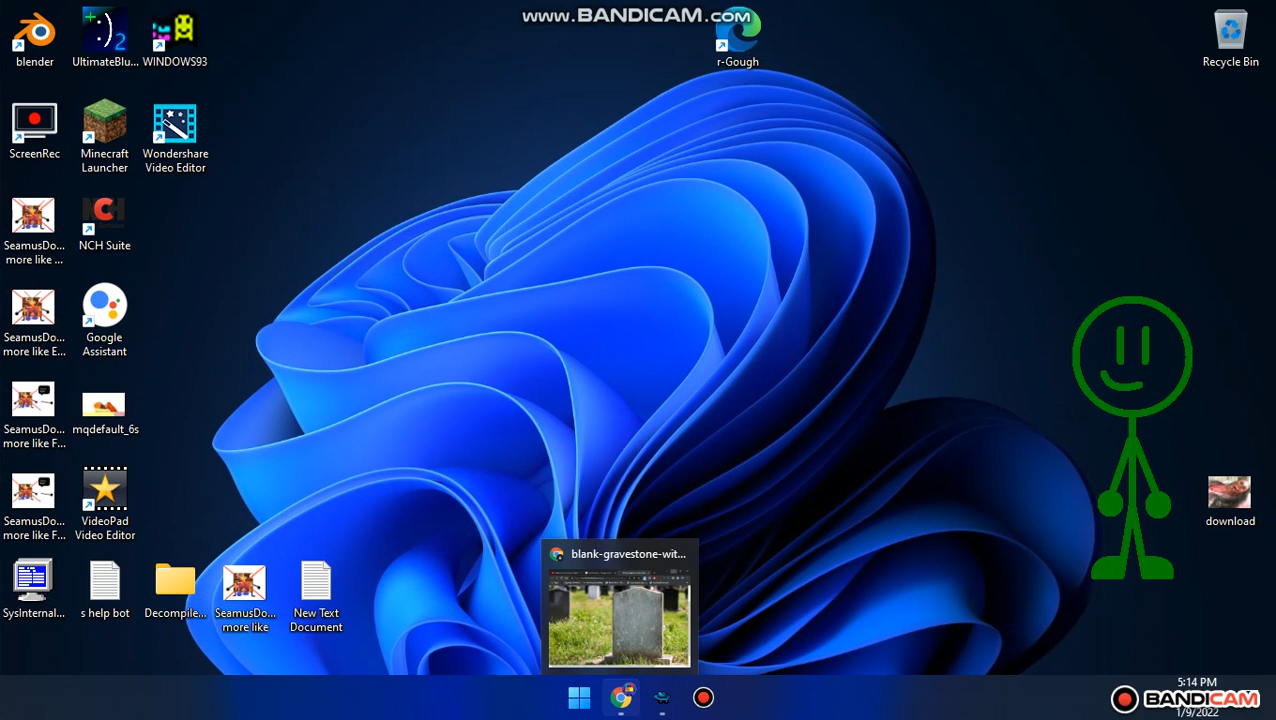 www.BANDICAM.com
blender
UltimateBlu...
WINDOWS93
r-Gough
Recycle Bin
ScreenRec
Minecraft
Launcher
Wondershare
Video Editor
SeamusDo...
more like ...
NCH
NCH Suite
SeamusDo...
more like E...
Google
Assistant
SeamusDo...
more like F...
mqdefault_6s
SeamusDo...
more like F...
VideoPad
Video Editor
download
blank-gravestone-wit...
SysInternal...
s help bot
Decompile...
SeamusDo...
more like
New Text
Document
5:14 PM
BANDICAM
1/9/2022